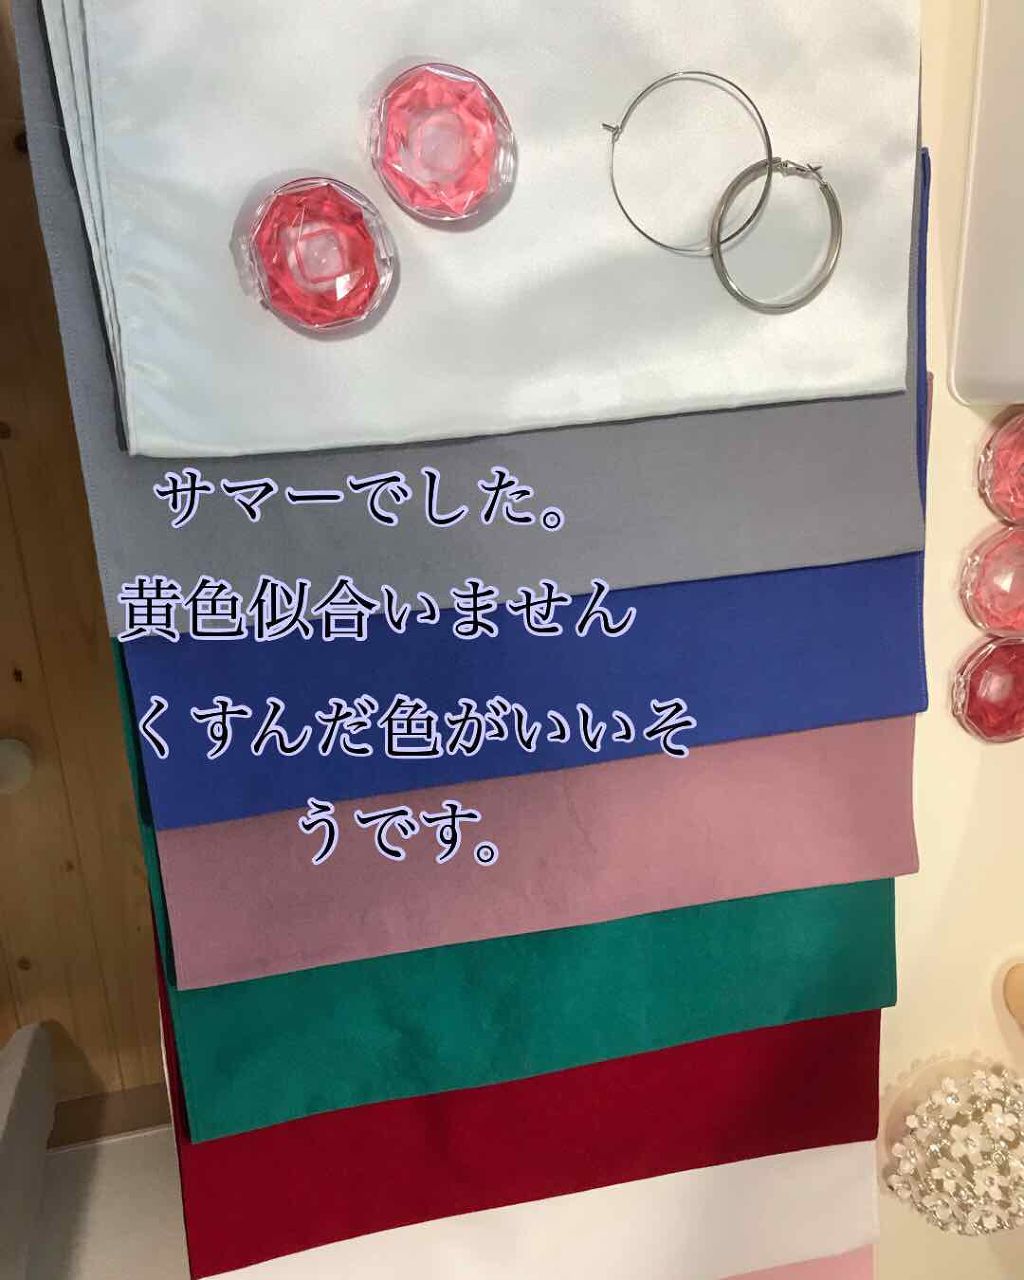 サマーでした。
黄色似合いません
くすんだ色がいいそ
うです。